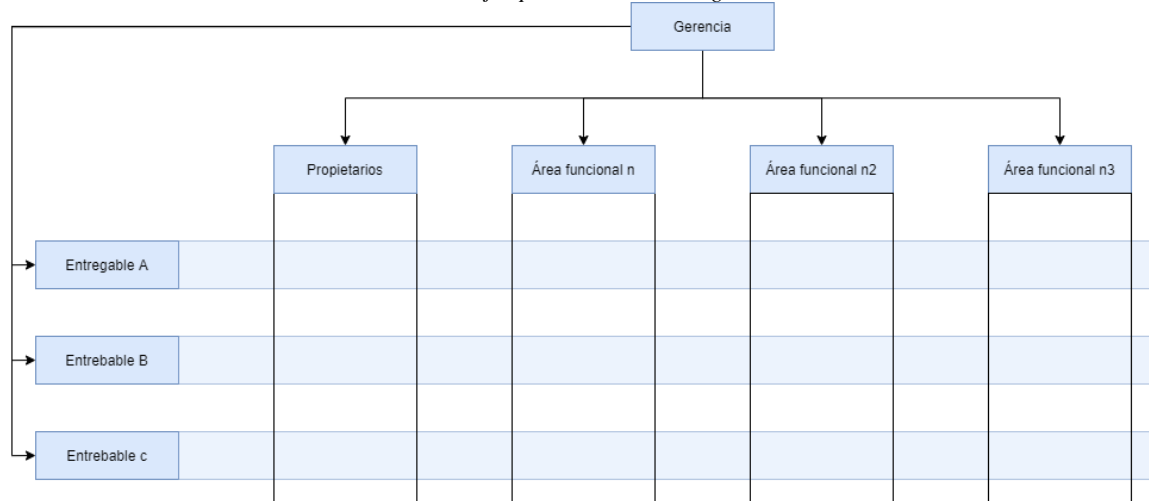 Gerencia
Propietarios
Área funcional n
Área funcional n2
Área funcional n3
Entregable A
Entrebable B
Entrebable c